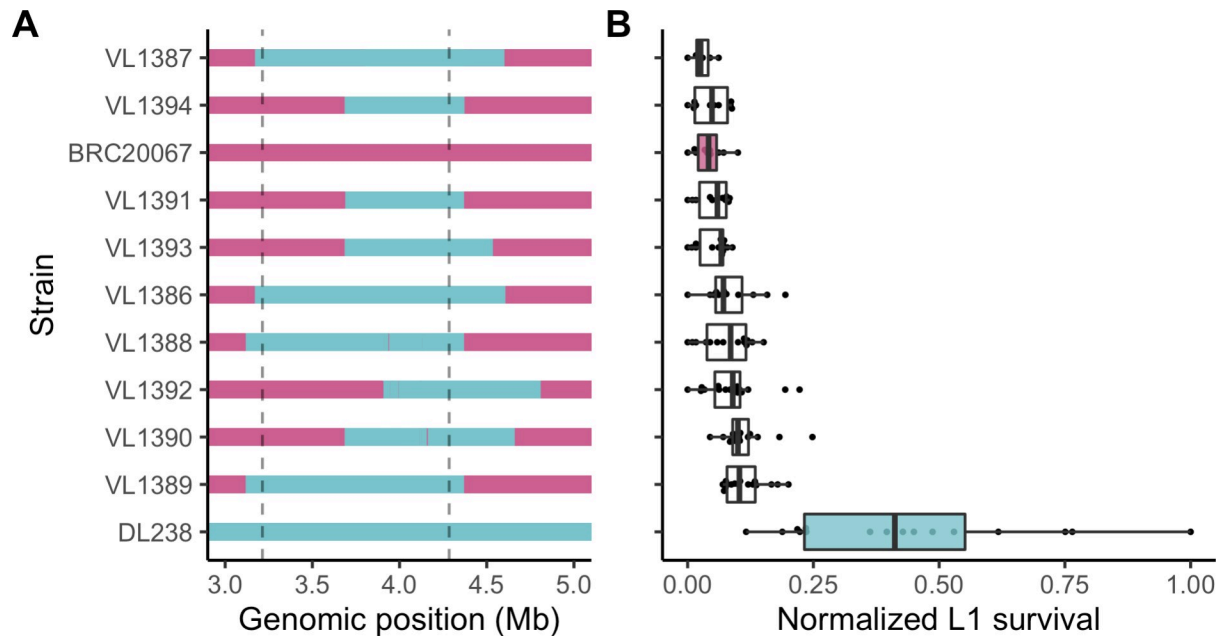 A
B
Strain
VL1387
VL1394
BRC20067
VL1391
VL1393
VL1386
VL1388
VL1392
VL1390
VL1389
DL238
3.0 3.5 4.0 4.5 5.0
Genomic position (Mb)
0.00 0.25 0.50 0.75 1.00
Normalized L1 survival